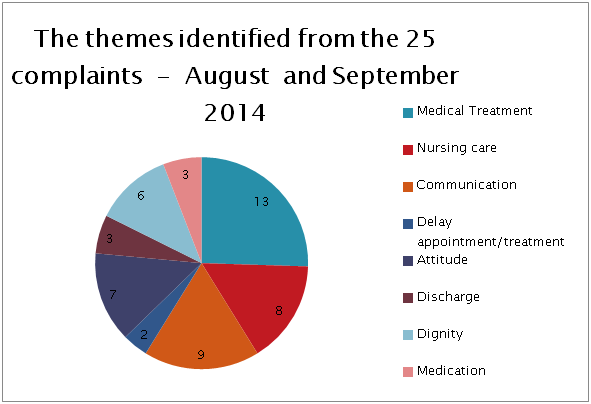 The themes identified from the 25
complaints – August and September
2014
Medical Treatment
Nursing care
Communication
Delay
appointment/treatment
Attitude
Discharge
Dignity
Medication
13
8
9
2
7
3
6
3